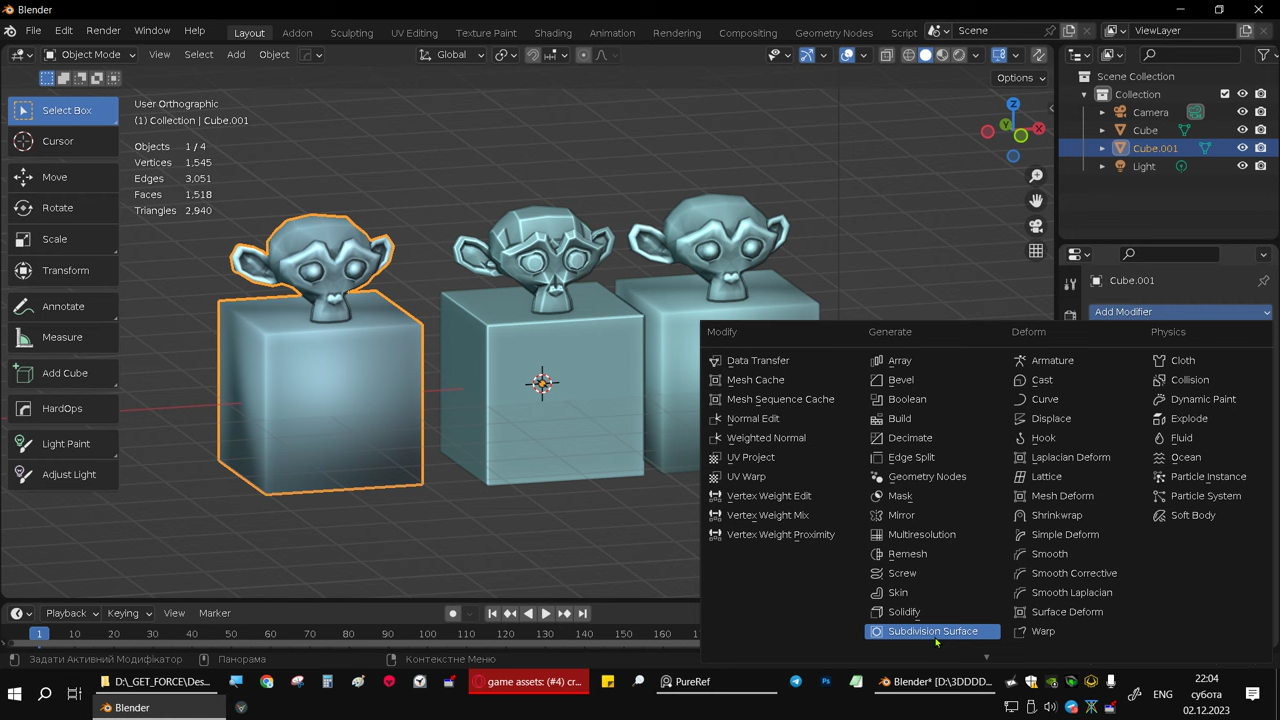 Blender
File Edit Render Window Help Layout Addon Sculpting UV Editing Texture Paint Shading Animation Rendering Compositing Geometry Nodes Script Scene ViewLayer
Object Mode View Select Add Object Global
Options
Select Box
Cursor
Move
Rotate
Scale
Transform
Annotate
Measure
Add Cube
HardOps
Light Paint
Adjust Light
User Orthographic
(1) Collection | Cube.001
Objects 1 / 4
Vertices 1,545
Edges 3,051
Faces 1,518
Triangles 2,940
Z
Y
X
Scene Collection
Collection
Camera
Cube
Cube.001
Light
Cube.001
Add Modifier
Modify
Data Transfer
Mesh Cache
Mesh Sequence Cache
Normal Edit
Weighted Normal
UV Project
UV Warp
Vertex Weight Edit
Vertex Weight Mix
Vertex Weight Proximity
Generate
Array
Bevel
Boolean
Build
Decimate
Edge Split
Geometry Nodes
Mask
Mirror
Multiresolution
Remesh
Screw
Skin
Solidify
Subdivision Surface
Deform
Armature
Cast
Curve
Displace
Hook
Laplacian Deform
Lattice
Mesh Deform
Shrinkwrap
Simple Deform
Smooth
Smooth Corrective
Smooth Laplacian
Surface Deform
Warp
Physics
Cloth
Collision
Dynamic Paint
Explode
Fluid
Ocean
Particle Instance
Particle System
Soft Body
Playback Keying View Marker
1 10 20 30 40 50 60 70 80 90 100 110 120 130 140 150 160
Задати Активний Модифікатор Панорама Контекстне Меню
D:\_GET_FORCE\Des... game assets: (#4) cr... PureRef Blender* [D:\3DDDD...
Blender
ENG
22:04
субота
02.12.2023